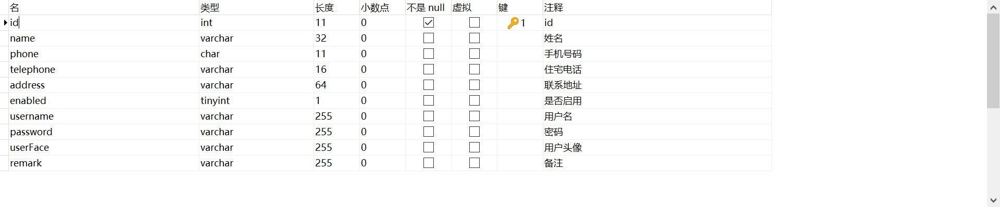 名 类型 长度 小数点 不是 null 虚拟 键 注释
id int 11 0 1 id
name varchar 32 0 姓名
phone char 11 0 手机号码
telephone varchar 16 0 住宅电话
address varchar 64 0 联系地址
enabled tinyint 1 0 是否启用
username varchar 255 0 用户名
password varchar 255 0 密码
userFace varchar 255 0 用户头像
remark varchar 255 0 备注